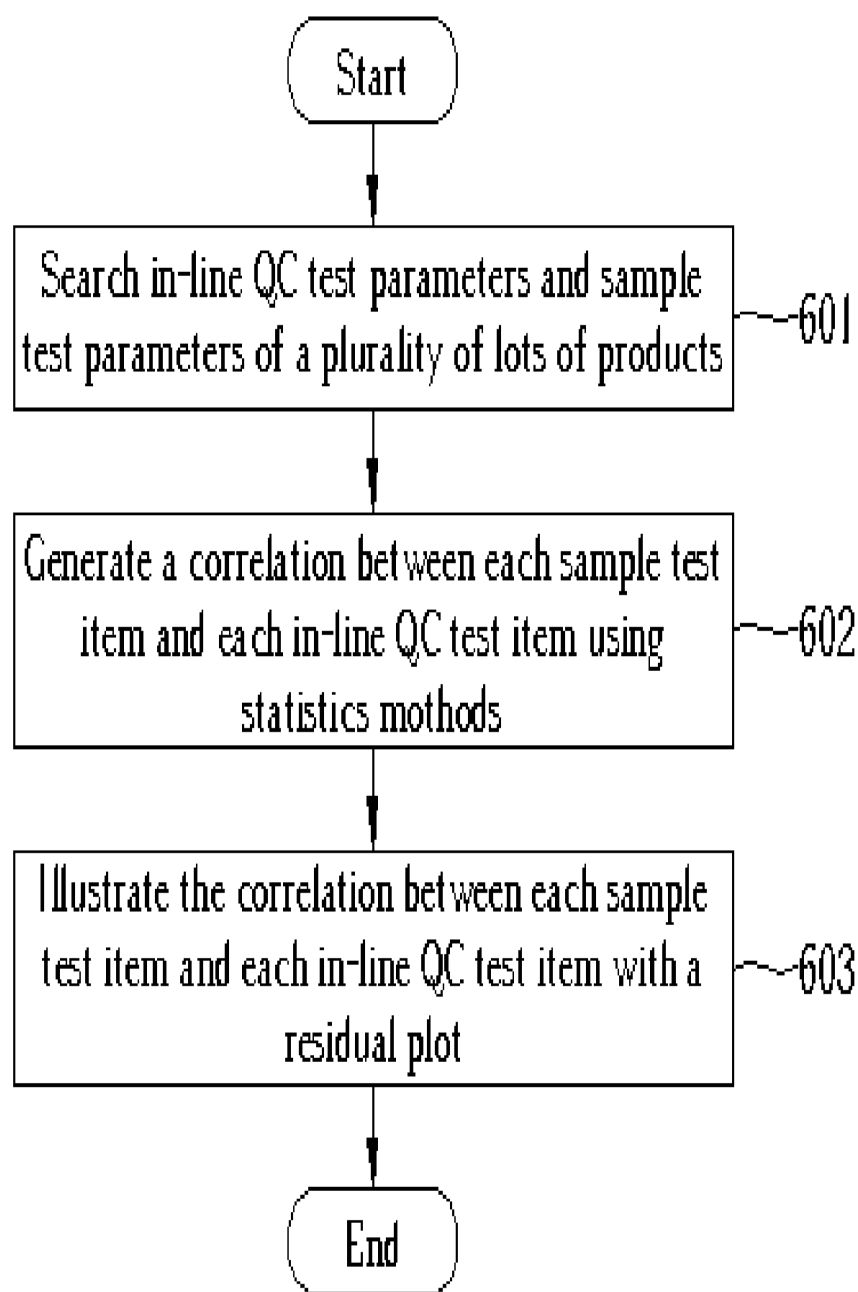 Start
Search in-line QC test parameters and sample
test parameters of a plurality of lots of products
601
Generate a correlation between each sample test
item and each in-line QC test item using
statistics mothods
602
Illustrate the correlation between each sample
test item and each in-line QC test item with a
residual plot
603
End